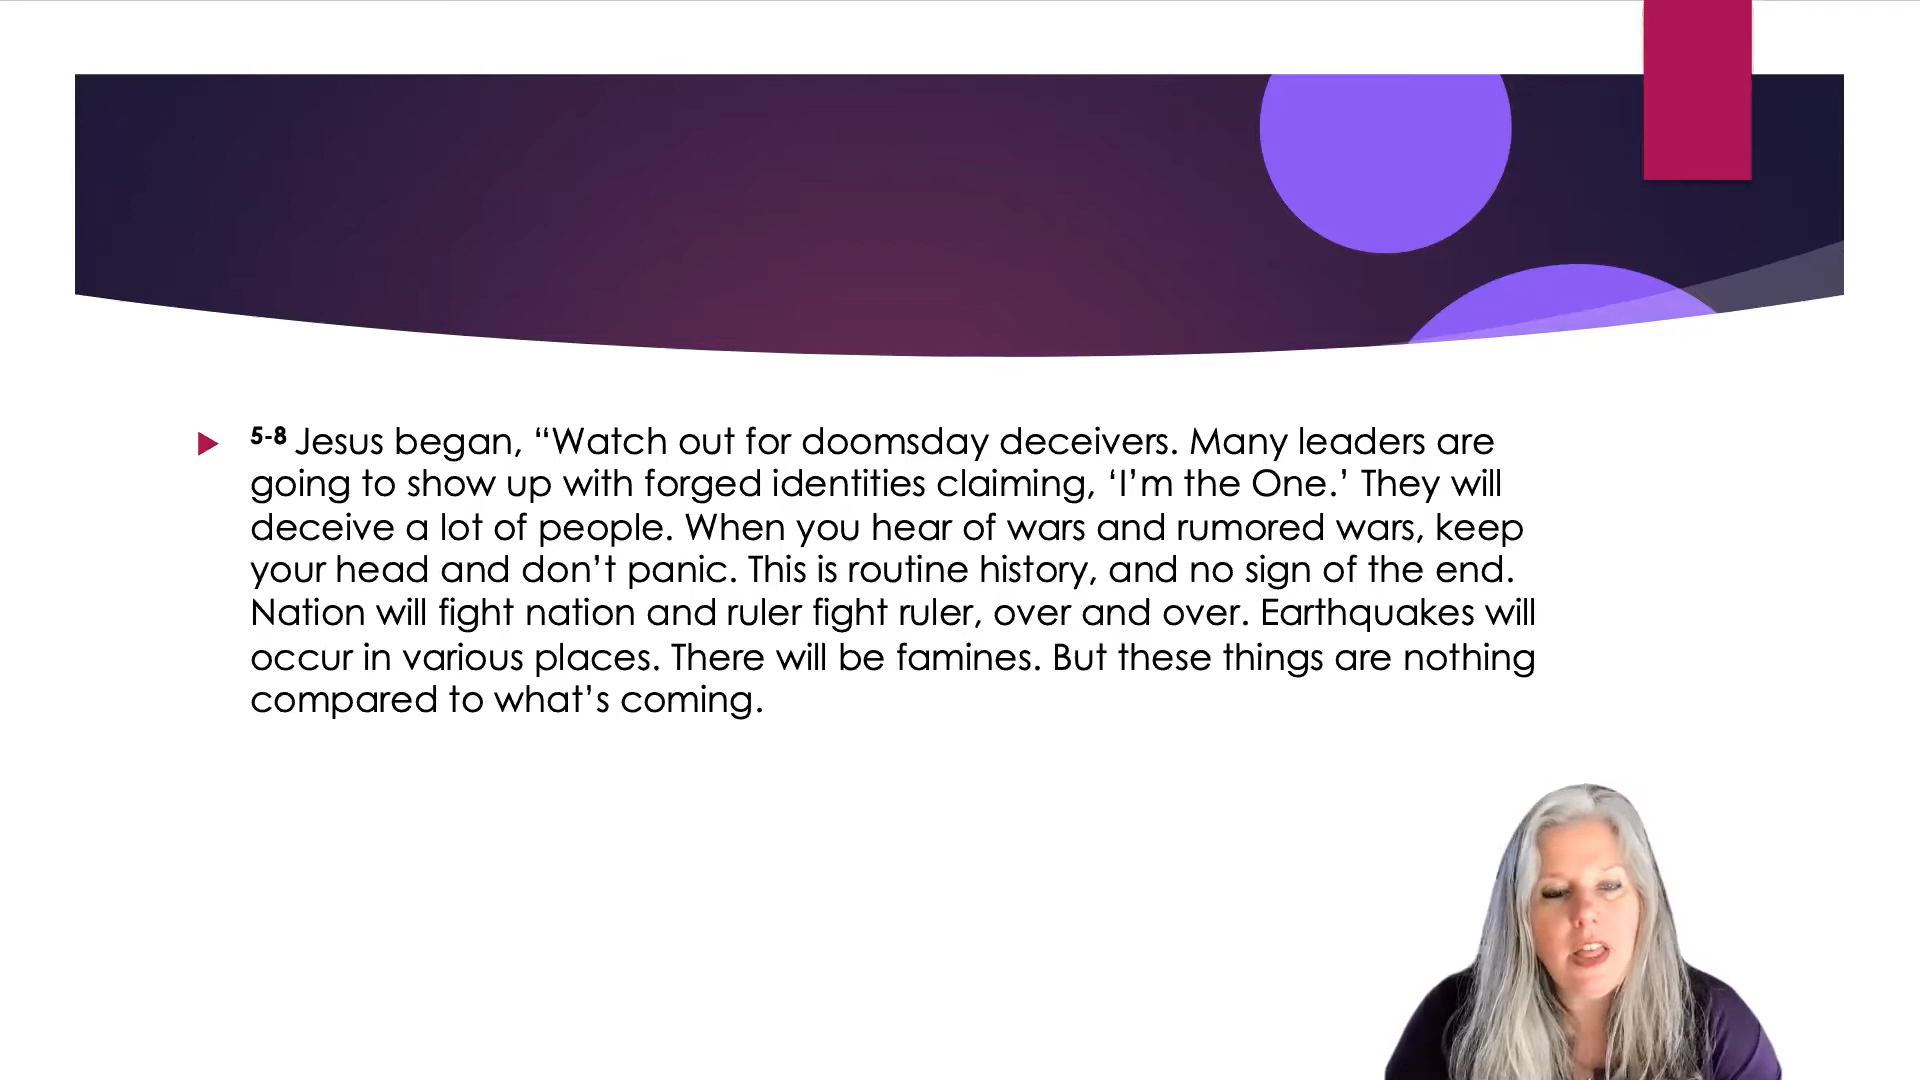 5-8 Jesus began, “Watch out for doomsday deceivers. Many leaders are
going to show up with forged identities claiming, ‘I’m the One.’ They will
deceive a lot of people. When you hear of wars and rumored wars, keep
your head and don’t panic. This is routine history, and no sign of the end.
Nation will fight nation and ruler fight ruler, over and over. Earthquakes will
occur in various places. There will be famines. But these things are nothing
compared to what’s coming.